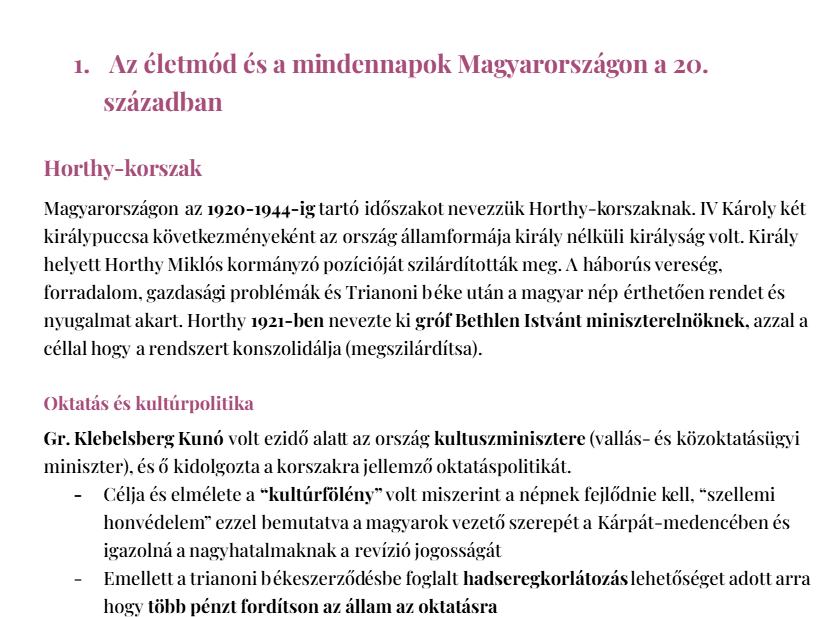 1. Az életmód és a mindennapok Magyarországon a 20.
században
Horthy-korszak
Magyarországon az 1920-1944-ig tartó időszakot nevezzük Horthy-korszaknak. IV Károly két
királypuccsa következményeként az ország államformája király nélküli királyság volt. Király
helyett Horthy Miklós kormányzó pozícióját szilárdították meg. A háborús vereség,
forradalom, gazdasági problémák és Trianoni béke után a magyar nép érthetően rendet és
nyugalmat akart. Horthy 1921-ben nevezte ki gróf Bethlen Istvánt miniszterelnöknek, azzal a
céllal hogy a rendszert konszolidálja (megszilárdítsa).
Oktatás és kultúrpolitika
Gr. Klebelsberg Kunó volt ezidő alatt az ország kultuszminisztere (vallás- és közoktatásügyi
miniszter), és ő kidolgozta a korszakra jellemző oktatáspolitikát.
- Célja és elmélete a “kultúrfölény” volt miszerint a népnek fejlődnie kell, “szellemi
honvédelem” ezzel bemutatva a magyarok vezető szerepét a Kárpát-medencében és
igazolná a nagyhatalmaknak a revízió jogosságát
- Emellett a trianoni békeszerződésbe foglalt hadseregkorlátozás lehetőséget adott arra
hogy több pénzt fordítson az állam az oktatásra